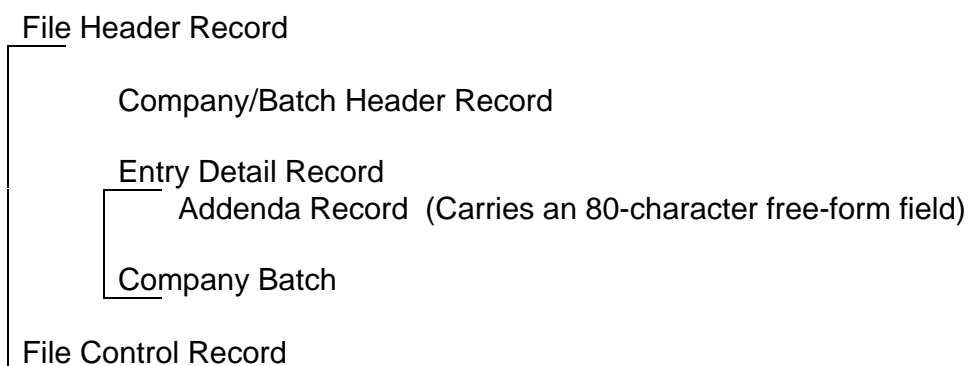 File Header Record
Company/Batch Header Record
Entry Detail Record
Addenda Record (Carries an 80-character free-form field)
Company Batch
File Control Record